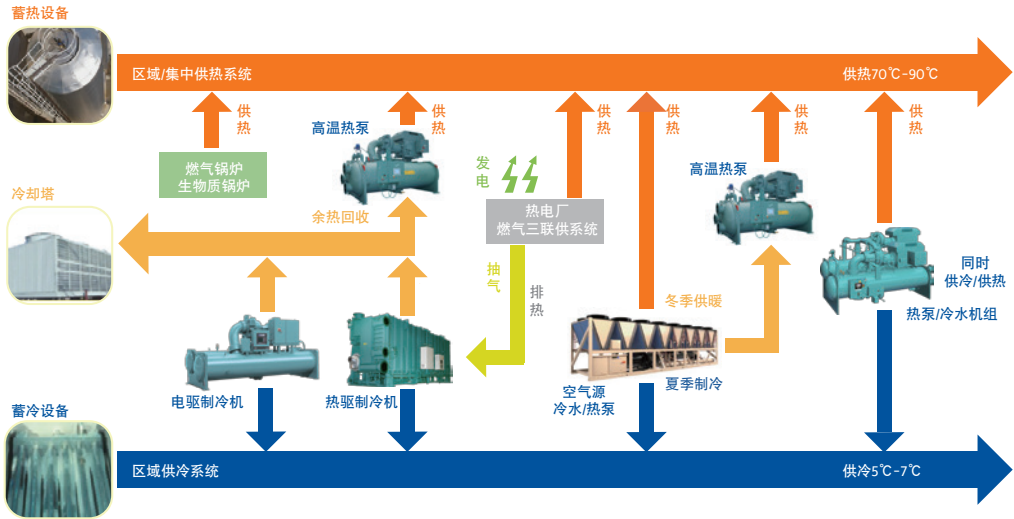 蓄热设备
区域/集中供热系统
供热70℃-90℃
供
热
供
热
供
热
供
热
供
热
供
热
高温热泵
燃气锅炉
生物质锅炉
发
电
高温热泵
冷却塔
余热回收
热电厂
燃气三联供系统
同时
供冷/供热
热泵/冷水机组
抽
气
排
热
冬季供暖
电驱制冷机
热驱制冷机
空气源
冷水/热泵
夏季制冷
蓄冷设备
区域供冷系统
供冷5℃-7℃